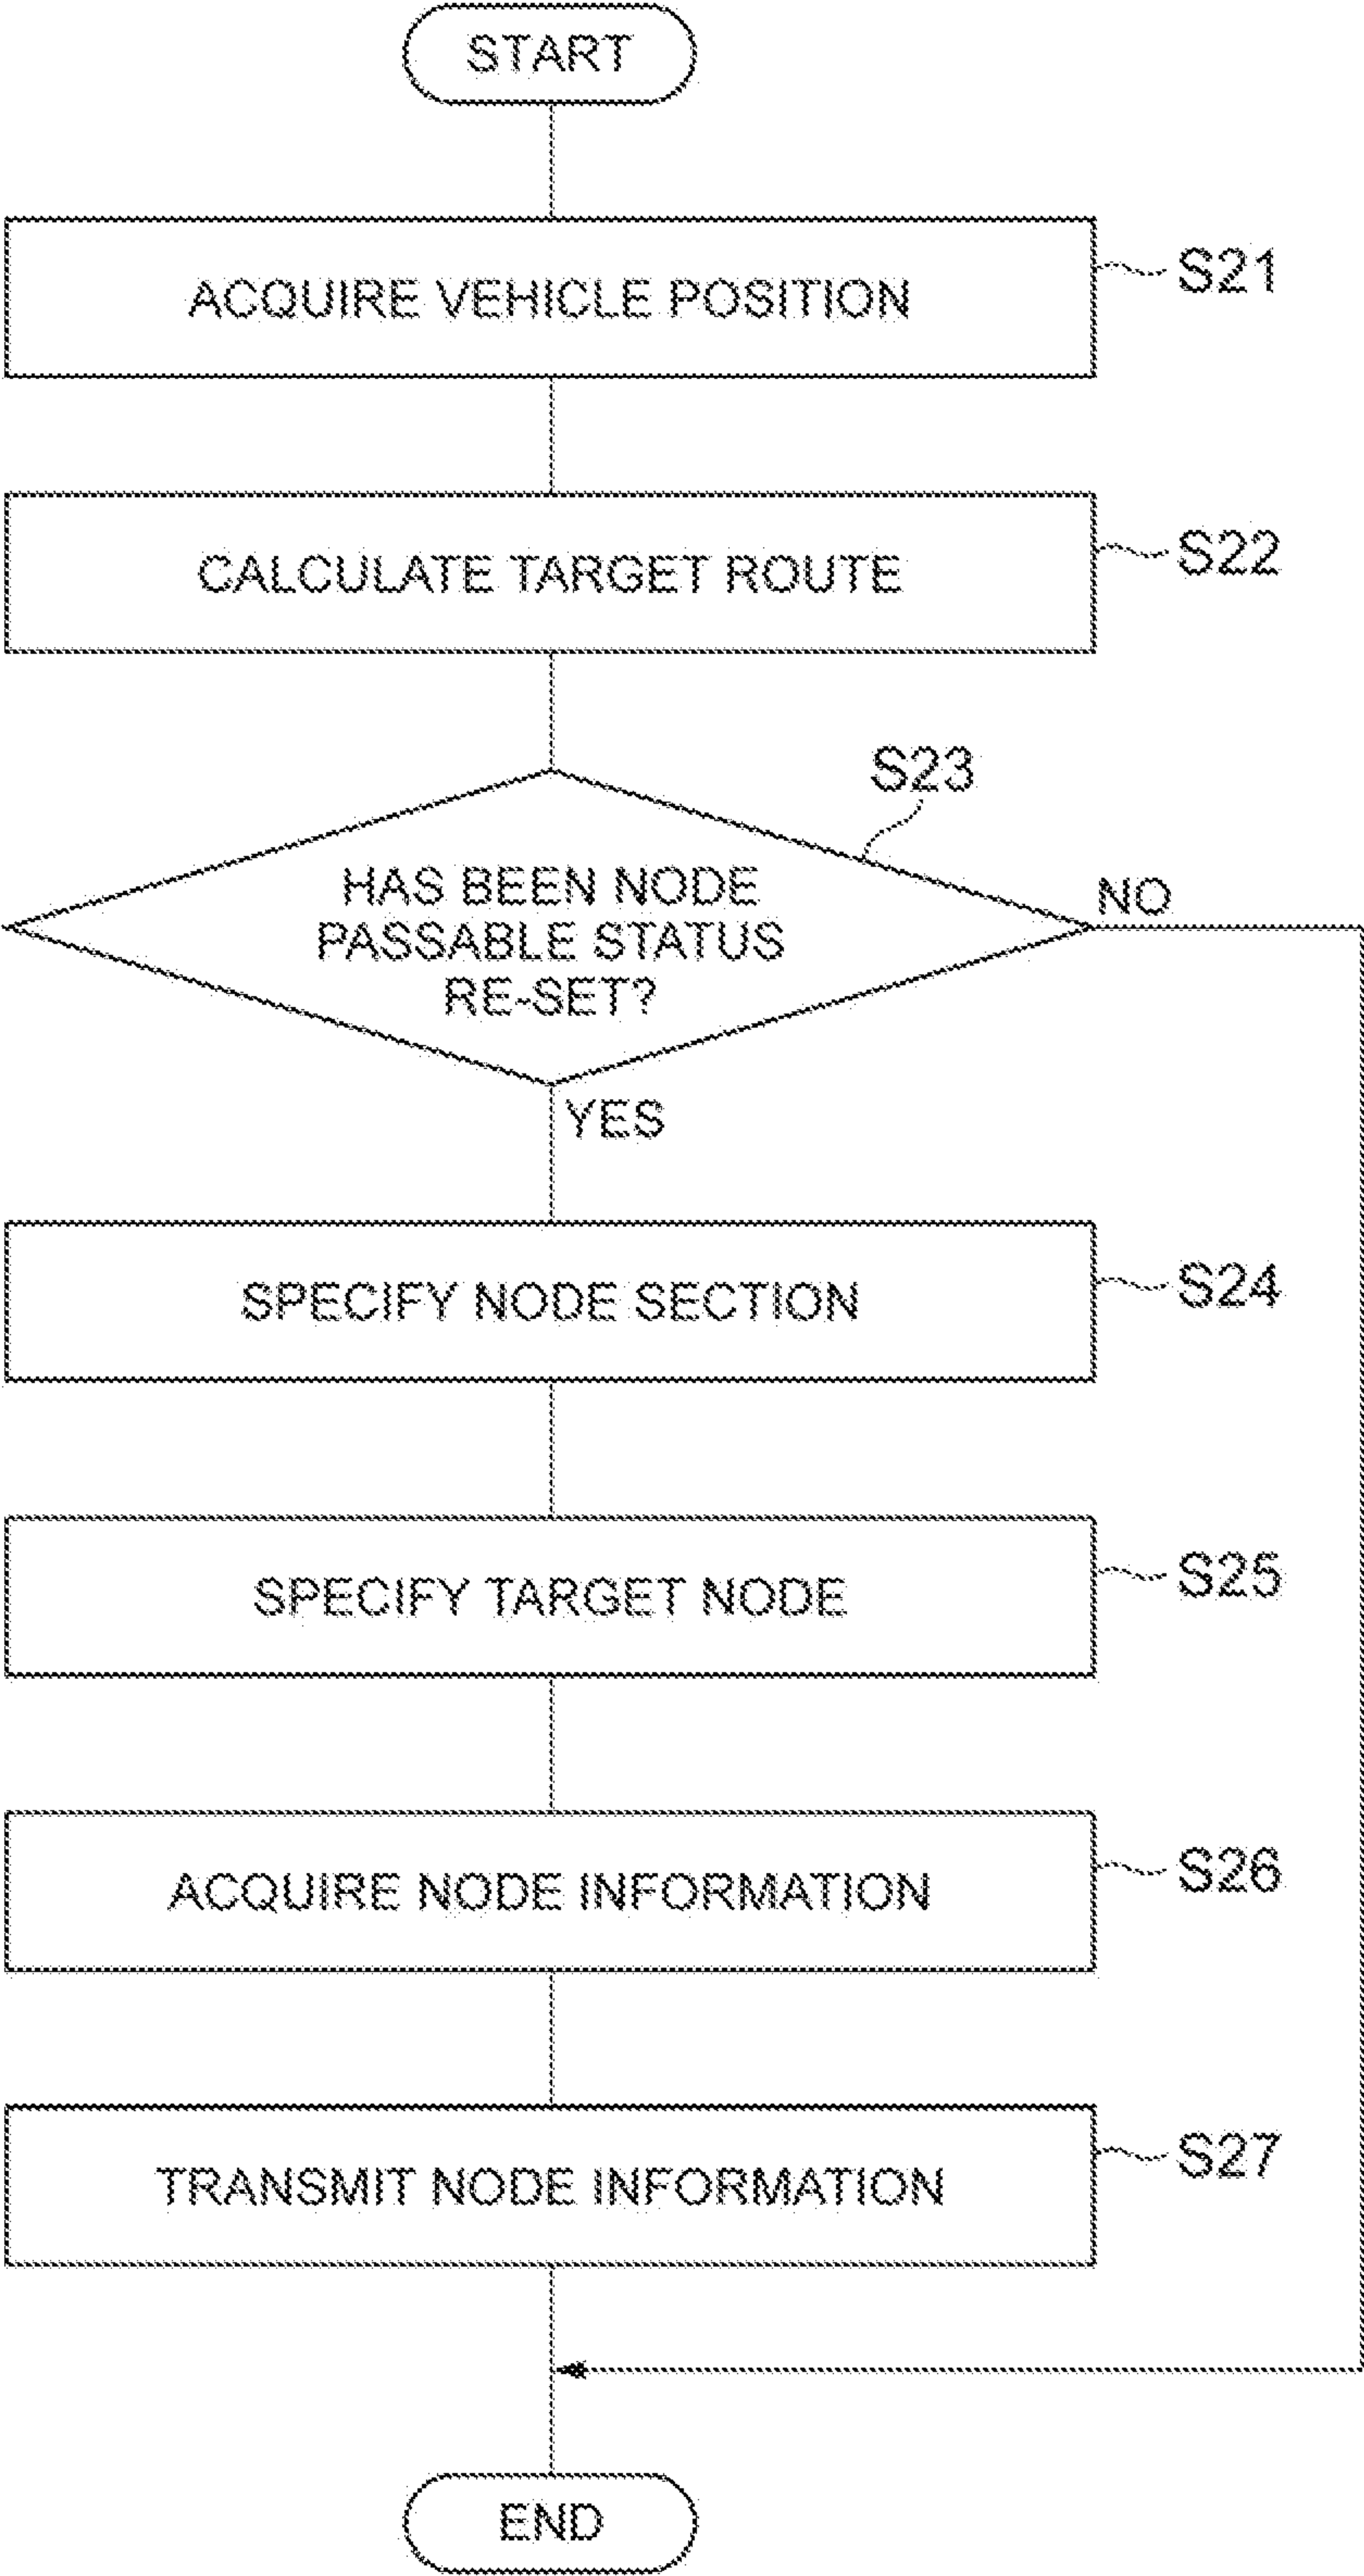 START
ACQUIRE VEHICLE POSITION
S21
CALCULATE TARGET ROUTE
S22
S23
HAS BEEN NODE
PASSABLE STATUS
RE-SET?
NO
YES
SPECIFY NODE SECTION
S24
SPECIFY TARGET NODE
S25
ACQUIRE NODE INFORMATION
S26
TRANSMIT NODE INFORMATION
S27
END